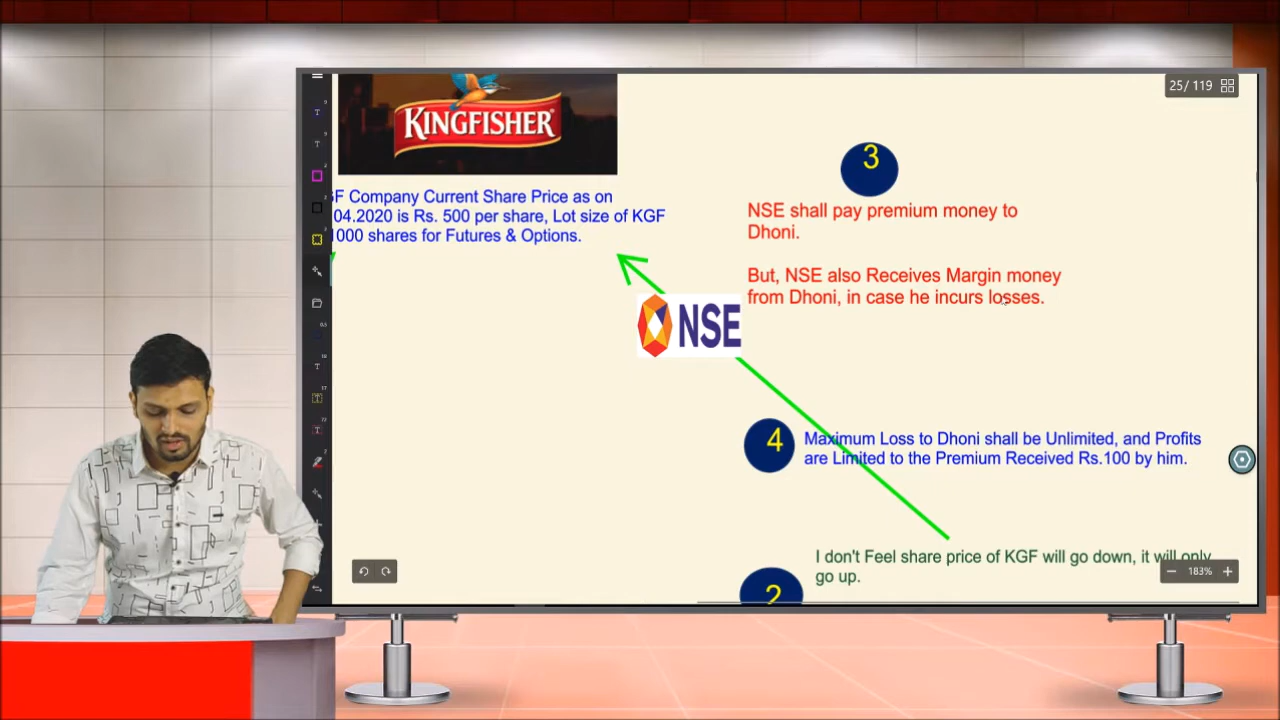 25/ 119
KINGFISHER
F Company Current Share Price as on
04.2020 is Rs. 500 per share, Lot size of KGF
1000 shares for Futures & Options.
3
NSE shall pay premium money to
Dhoni.
But, NSE also Receives Margin money
from Dhoni, in case he incurs losses.
NSE
4
Maximum Loss to Dhoni shall be Unlimited, and Profits
are Limited to the Premium Received Rs.100 by him.
I don't Feel share price of KGF will go down, it will only
go up.
2
183%